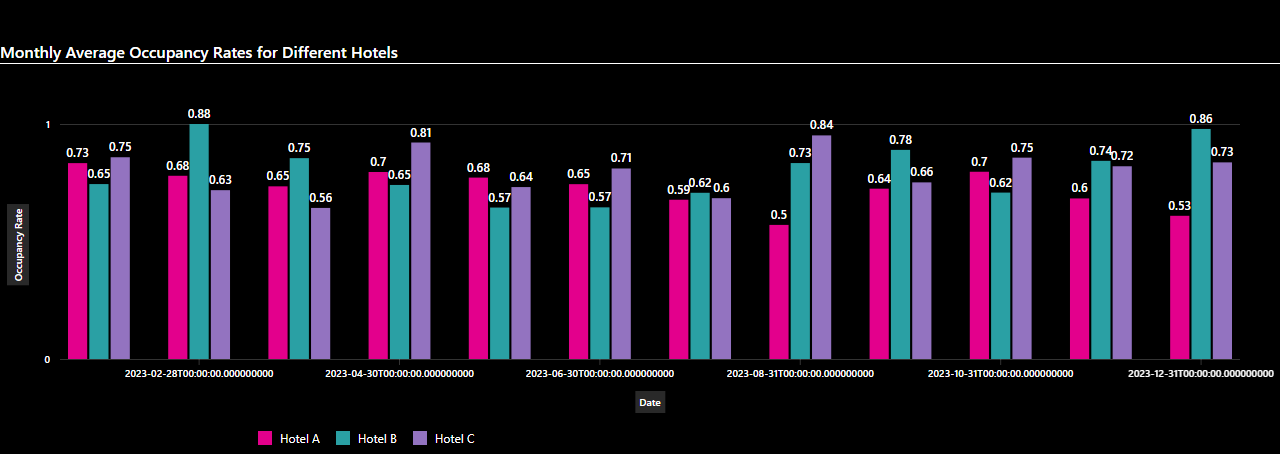 Monthly Average Occupancy Rates for Different Hotels
1
0.73 0.65 0.75 0.68 0.88 0.63 0.65 0.75 0.56 0.7 0.65 0.81 0.68 0.57 0.64 0.65 0.57 0.71 0.59 0.62 0.6 0.5 0.73 0.84 0.64 0.78 0.66 0.7 0.62 0.75 0.6 0.74 0.72 0.53 0.86 0.73
Occupancy Rate
0
2023-02-28T00:00:00.000000000 2023-04-30T00:00:00.000000000 2023-06-30T00:00:00.000000000 2023-08-31T00:00:00.000000000 2023-10-31T00:00:00.000000000 2023-12-31T00:00:00.000000000
Date
Hotel A Hotel B Hotel C